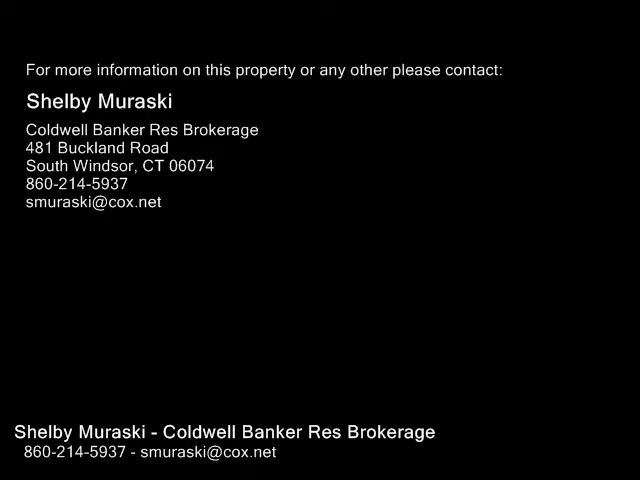 For more information on this property or any other please contact:
Shelby Muraski
Coldwell Banker Res Brokerage
481 Buckland Road
South Windsor, CT 06074
860-214-5937
smuraski@cox.net
Shelby Muraski - Coldwell Banker Res Brokerage
860-214-5937 - smuraski@cox.net